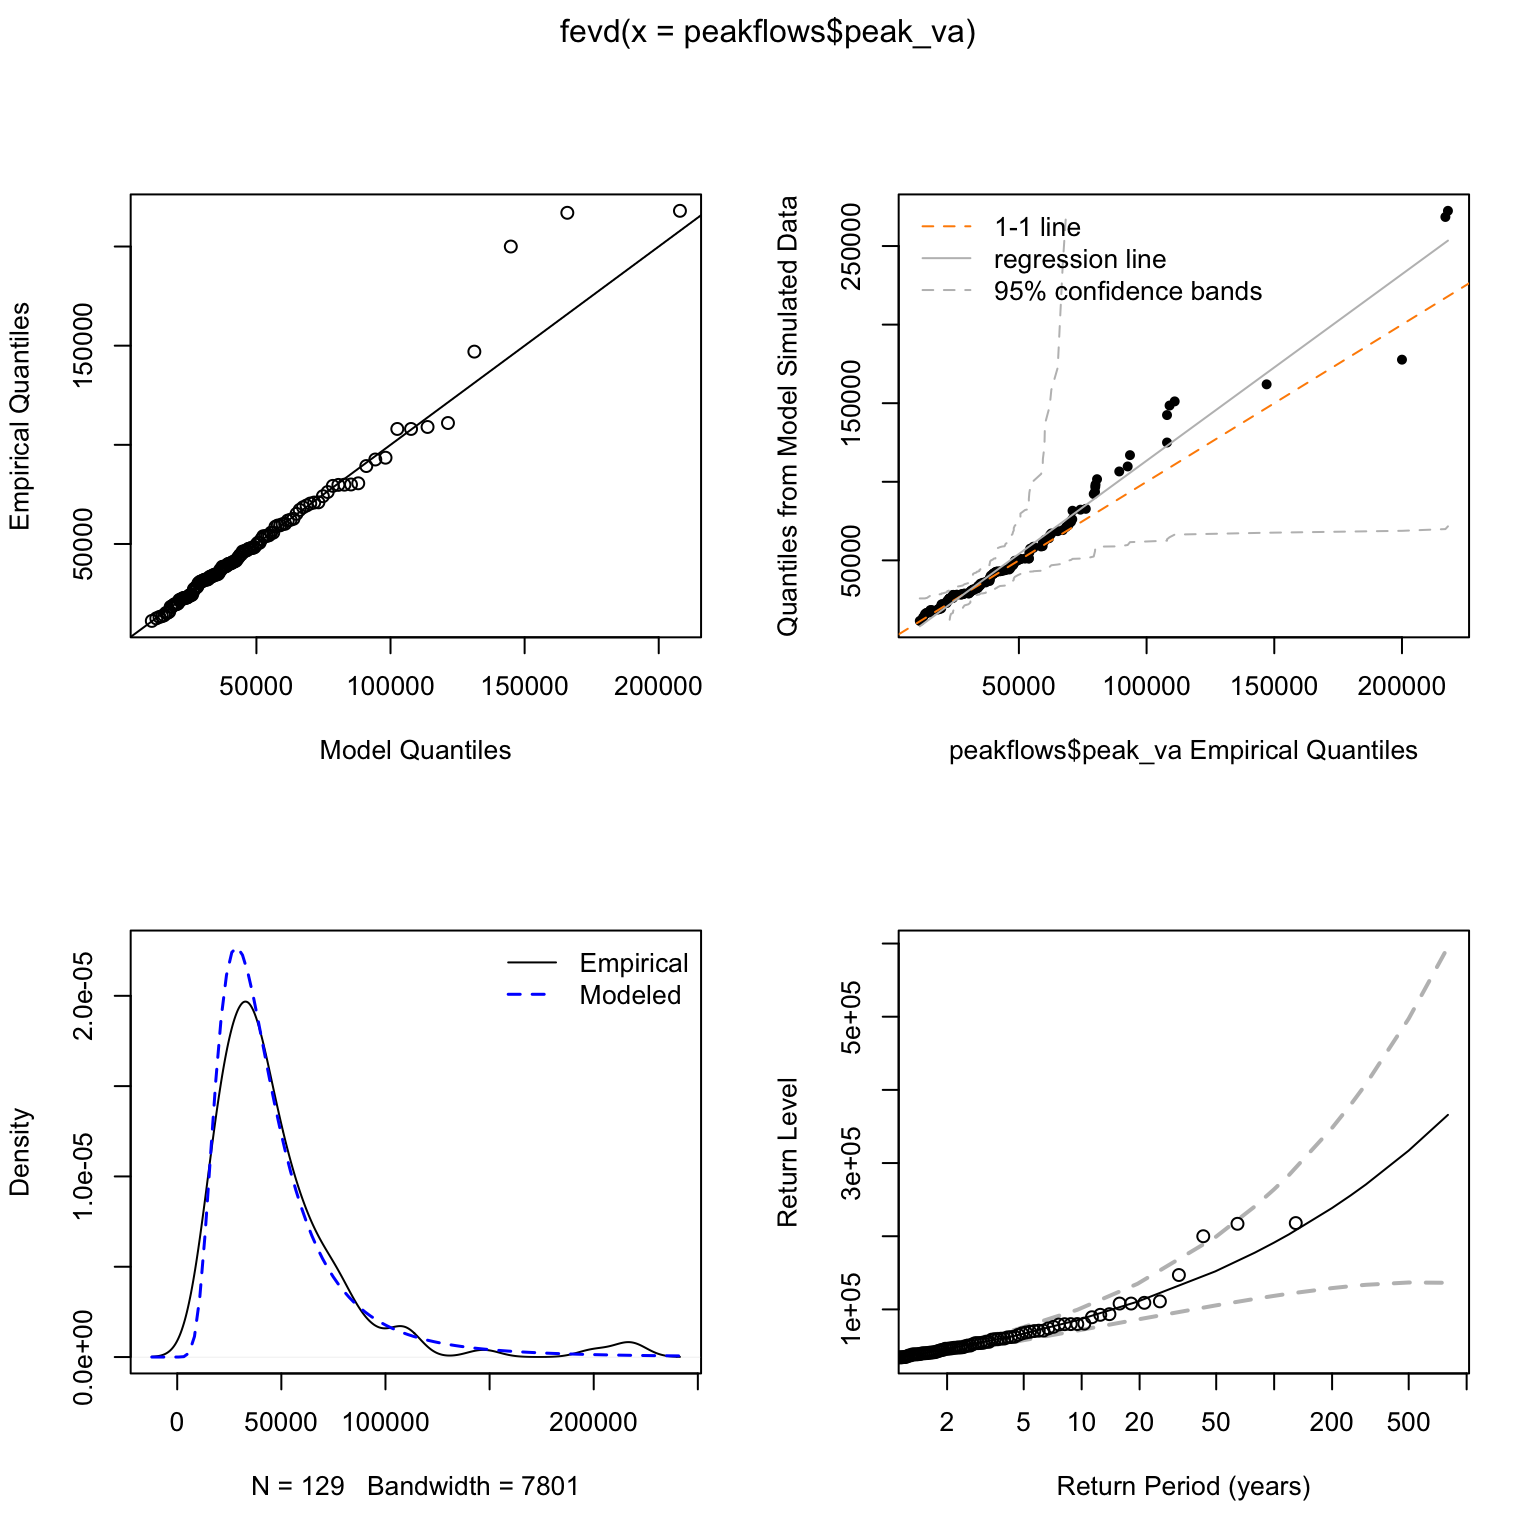 fevd(x = peakflows$peak_va)
Empirical Quantiles
50000
150000
50000 100000 150000 200000
Model Quantiles
Quantiles from Model Simulated Data
50000
150000
250000
1-1 line
regression line
95% confidence bands
50000 100000 150000 200000
peakflows$peak_va Empirical Quantiles
Density
0.0e+00
1.0e-05
2.0e-05
Empirical
Modeled
0 50000 100000 200000
N = 129 Bandwidth = 7801
Return Level
1e+05
3e+05
5e+05
2 5 10 20 50 200 500
Return Period (years)